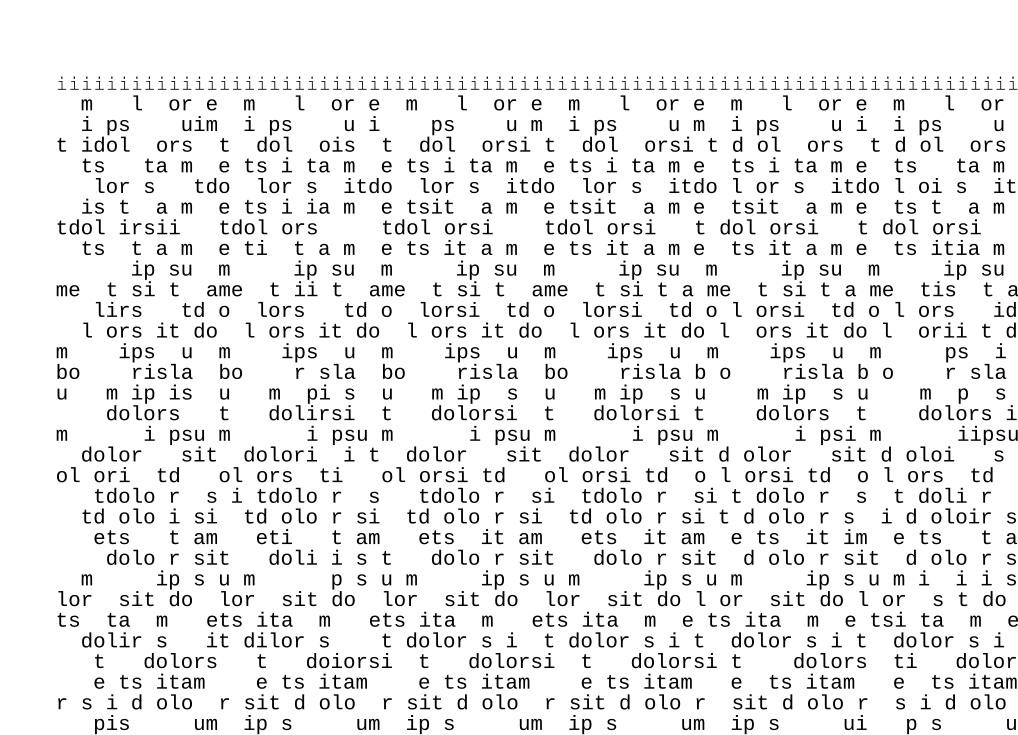 iiiiiiiiiiiiiiiiiiiiiiiiiiiiiiiiiiiiiiiiiiiiiiiiiiiiiiiiiiiiiiiiiiiiiiiiiiiii
  m   l  or e  m   l  or e  m   l  or e  m   l  or e  m   l  or e  m   l  or
  i ps    uim  i ps    u i    ps    u m  i ps    u m  i ps    u i  i ps    u
t idol  ors  t  dol  ois  t  dol  orsi t  dol  orsi t d ol  ors  t d ol  ors
  ts   ta m  e ts i ta m  e ts i ta m  e ts i ta m e  ts i ta m e  ts   ta m
   lor s   tdo  lor s  itdo  lor s  itdo  lor s  itdo l or s  itdo l oi s  it
  is t  a m  e ts i ia m  e tsit  a m  e tsit  a m e  tsit  a m e  ts t  a m
tdol irsii   tdol ors     tdol orsi    tdol orsi   t dol orsi   t dol orsi
  ts  t a m  e ti  t a m  e ts it a m  e ts it a m e  ts it a m e  ts itia m
      ip su  m     ip su  m     ip su  m     ip su  m     ip su  m     ip su
me  t si t  ame  t ii t  ame  t si t  ame  t si t a me  t si t a me  tis  t a
   lirs   td o  lors   td o  lorsi  td o  lorsi  td o l orsi  td o l ors   id
  l ors it do  l ors it do  l ors it do  l ors it do l  ors it do l  orii t d
m    ips  u  m    ips  u  m    ips  u  m    ips  u  m    ips  u  m     ps  i
bo    risla  bo    r sla  bo    risla  bo    risla b o    risla b o    r sla
u   m ip is  u   m  pi s  u   m ip  s  u   m ip  s u    m ip  s u    m  p  s
    dolors   t   dolirsi  t   dolorsi  t   dolorsi t    dolors  t    dolors i
m      i psu m      i psu m      i psu m      i psu m      i psi m      iipsu
  dolor   sit  dolori  i t  dolor   sit  dolor   sit d olor   sit d oloi   s
ol ori  td   ol ors  ti   ol orsi td   ol orsi td  o l orsi td  o l ors  td
   tdolo r  s i tdolo r  s   tdolo r  si  tdolo r  si t dolo r  s  t doli r
  td olo i si  td olo r si  td olo r si  td olo r si t d olo r s  i d oloir s
   ets   t am   eti   t am   ets  it am   ets  it am  e ts  it im  e ts   t a
    dolo r sit   doli i s t   dolo r sit   dolo r sit  d olo r sit  d olo r s
  m     ip s u m      p s u m     ip s u m     ip s u m     ip s u m i  i i s
lor  sit do  lor  sit do  lor  sit do  lor  sit do l or  sit do l or  s t do
ts  ta  m   ets ita  m   ets ita  m   ets ita  m  e ts ita  m  e tsi ta  m  e
  dolir s   it dilor s    t dolor s i  t dolor s i t  dolor s i t  dolor s i
   t   dolors   t   doiorsi  t   dolorsi  t   dolorsi t    dolors  ti   dolor
   e ts itam    e ts itam    e ts itam    e ts itam   e  ts itam   e  ts itam
r s i d olo  r sit d olo  r sit d olo  r sit d olo r  sit d olo r  s i d olo
   pis     um  ip s     um  ip s     um  ip s     um  ip s     ui   p s     u